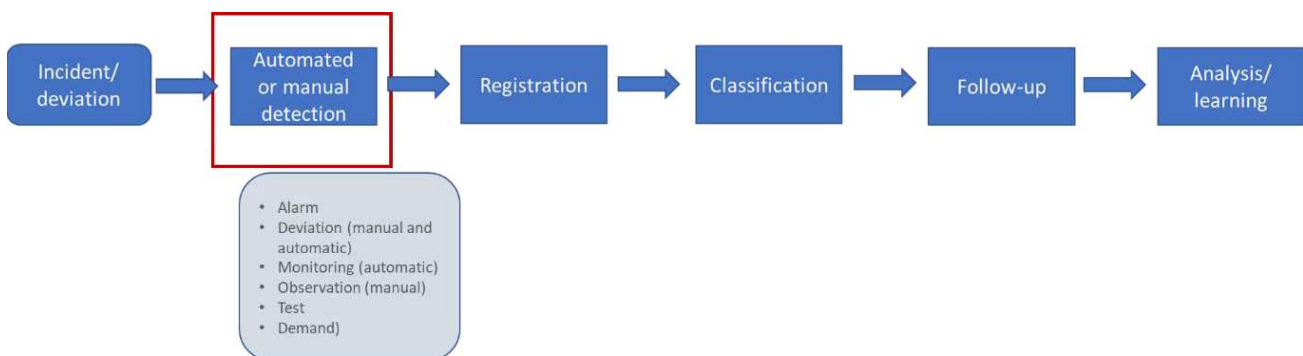 Incident/
deviation
Automated
or manual
detection
Registration
Classification
Follow-up
Analysis/
learning
• Alarm
• Deviation (manual and
automatic)
• Monitoring (automatic)
• Observation (manual)
• Test
• Demand)